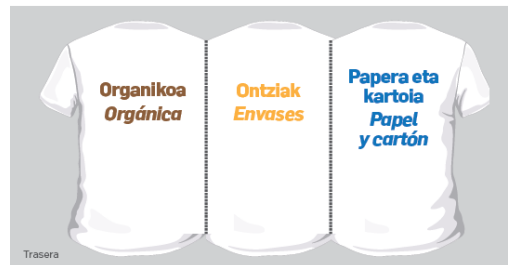 Organikoa
Orgánica
Ontziak
Envases
Papera eta
kartoia
Papel
y cartón
Trasera